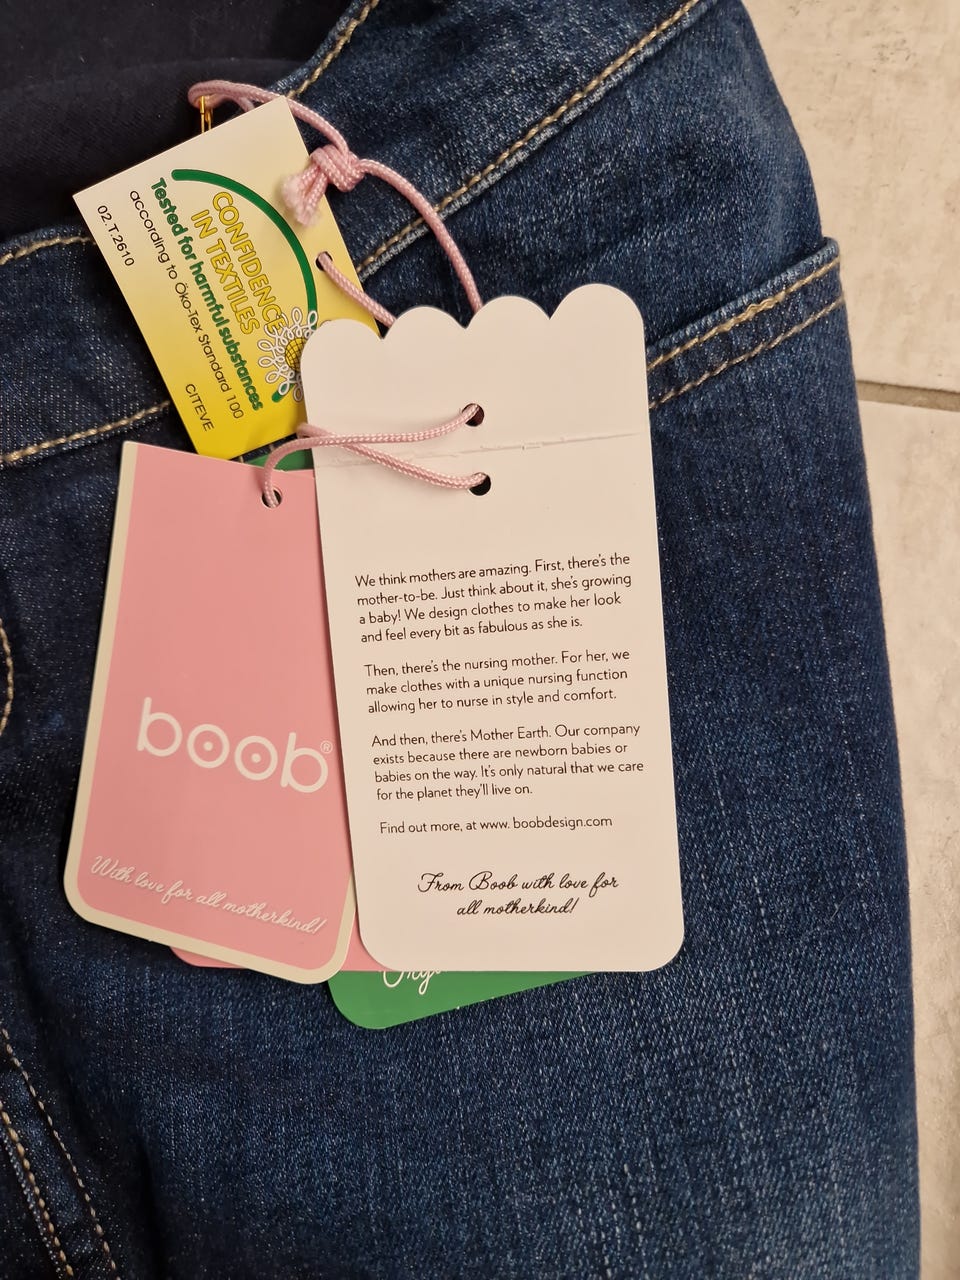 CONFIDENCE
IN TEXTILES
Tested for harmful substances
according to Öko-Tex Standard 100
02.T.2610
CITEVE
boob®
With love for all motherkind!
We think mothers are amazing. First, there's the
mother-to-be. Just think about it, she's growing
a baby! We design clothes to make her look
and feel every bit as fabulous as she is.
Then, there's the nursing mother. For her, we
make clothes with a unique nursing function
allowing her to nurse in style and comfort.
And then, there's Mother Earth. Our company
exists because there are newborn babies or
babies on the way. It's only natural that we care
for the planet they'll live on.
Find out more, at www. boobdesign.com
From Boob with love for
all motherkind!